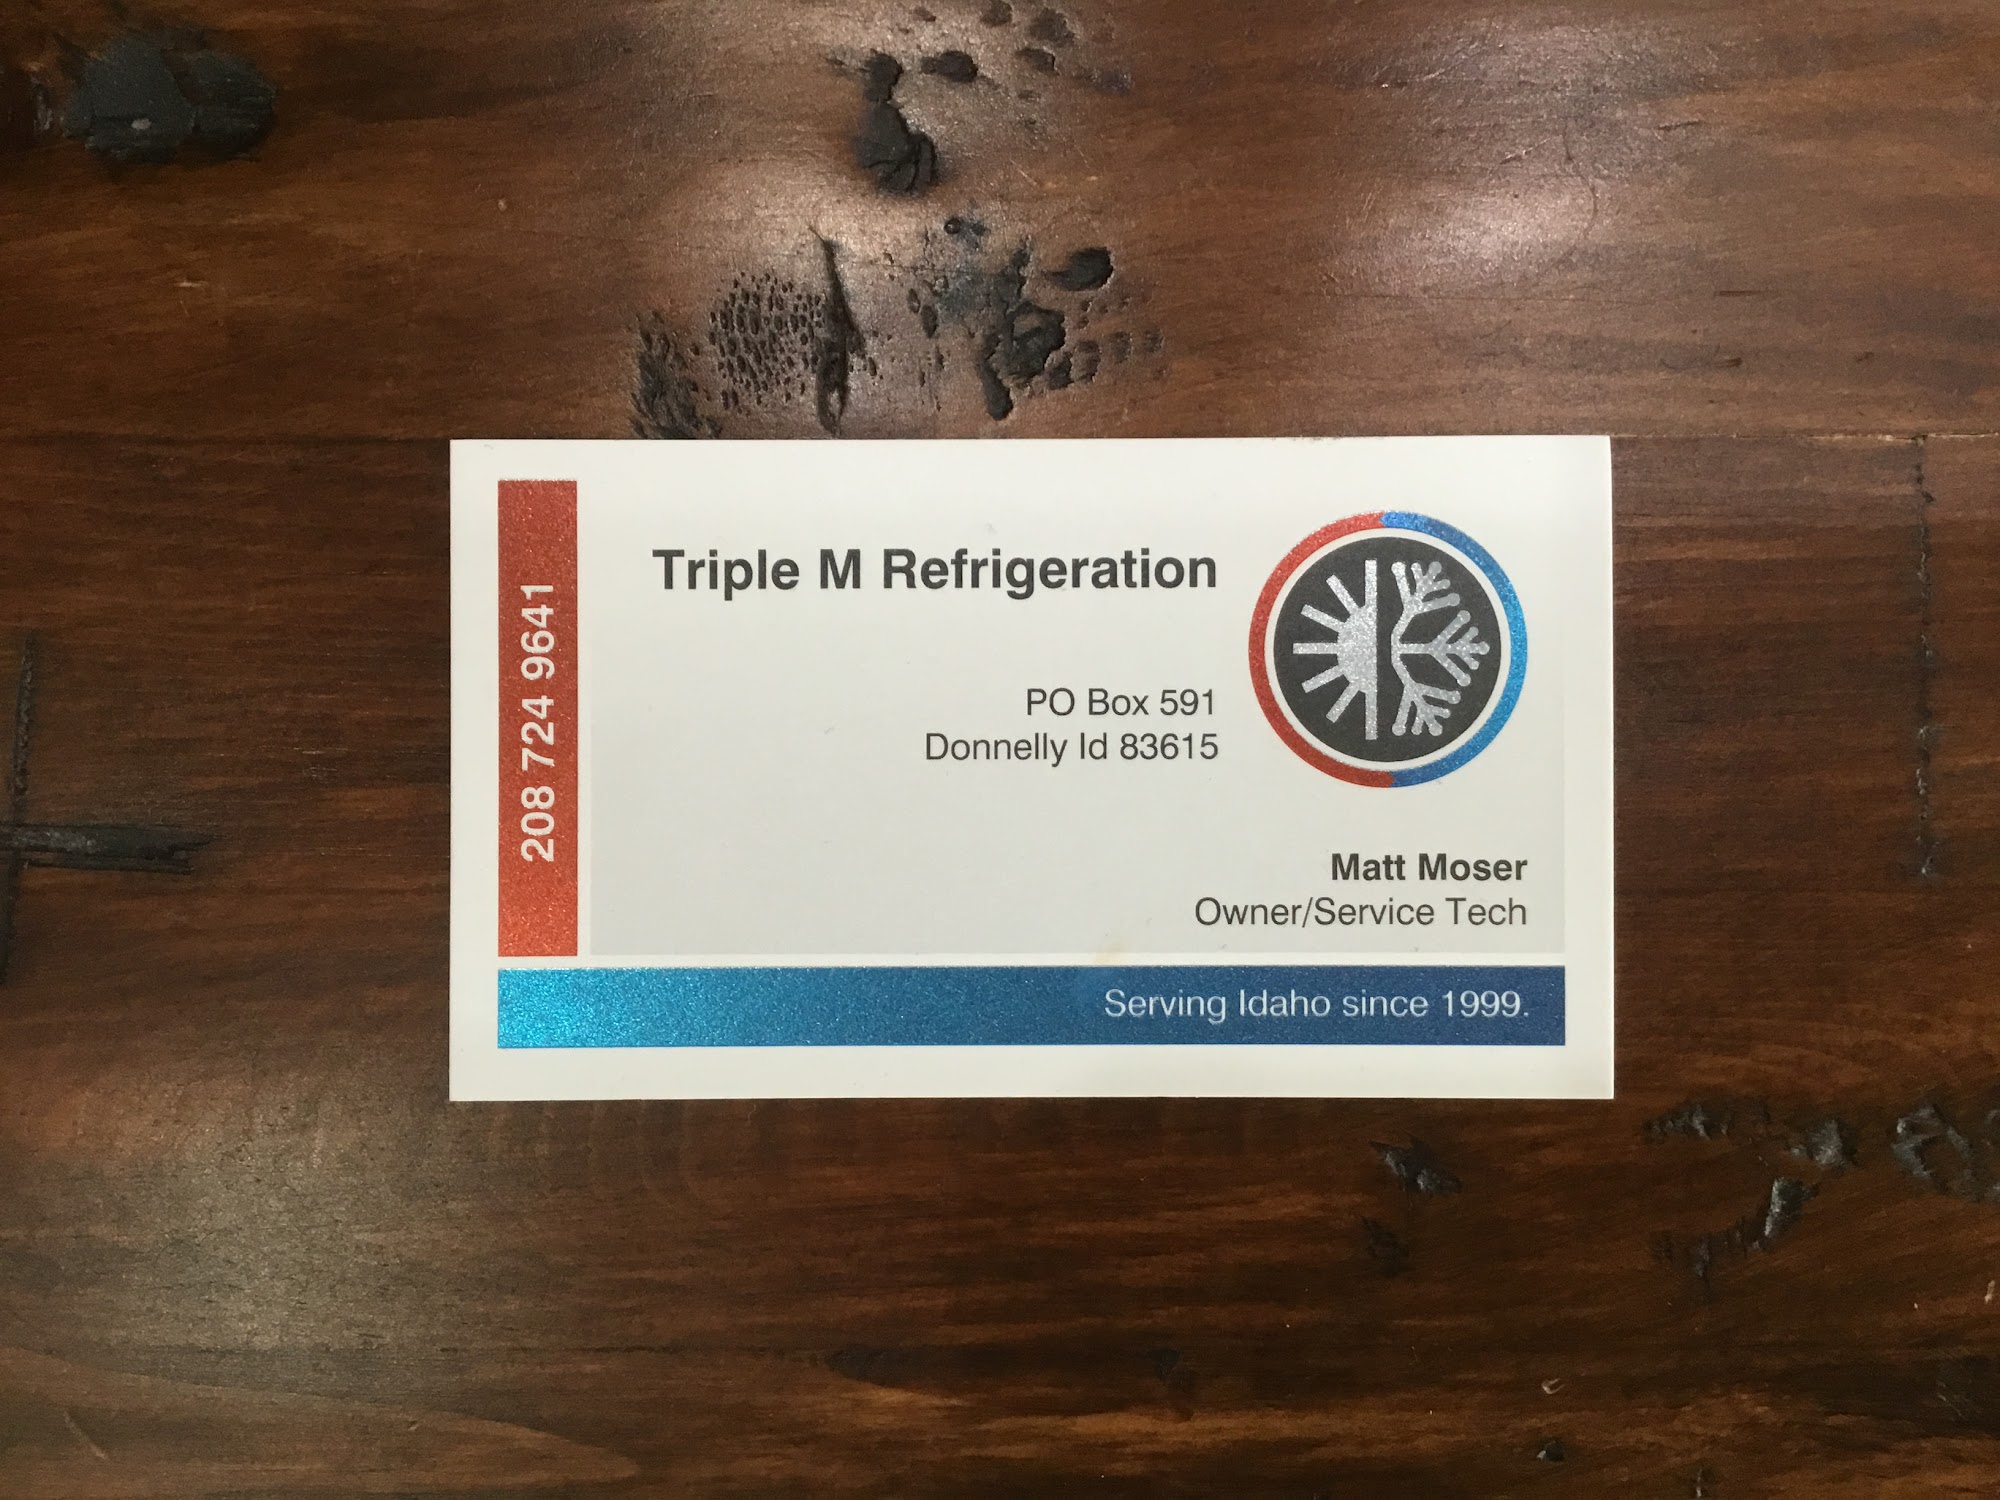 208 724 9641
Triple M Refrigeration
PO Box 591
Donnelly Id 83615
Matt Moser
Owner/Service Tech
Serving Idaho since 1999.